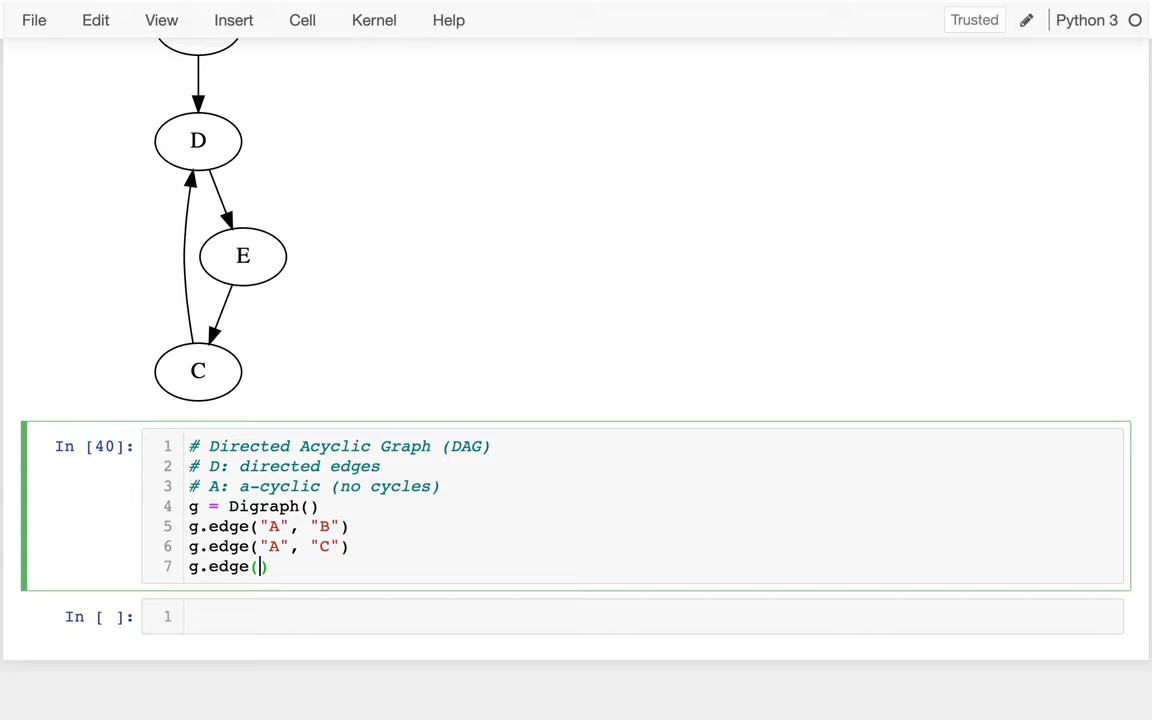 File Edit View Insert Cell Kernel Help Trusted Python 3
D
E
C
In [40]:
1 # Directed Acyclic Graph (DAG)
2 # D: directed edges
3 # A: a-cyclic (no cycles)
4 g = Digraph()
5 g.edge("A", "B")
6 g.edge("A", "C")
7 g.edge()
In [ ]: 1